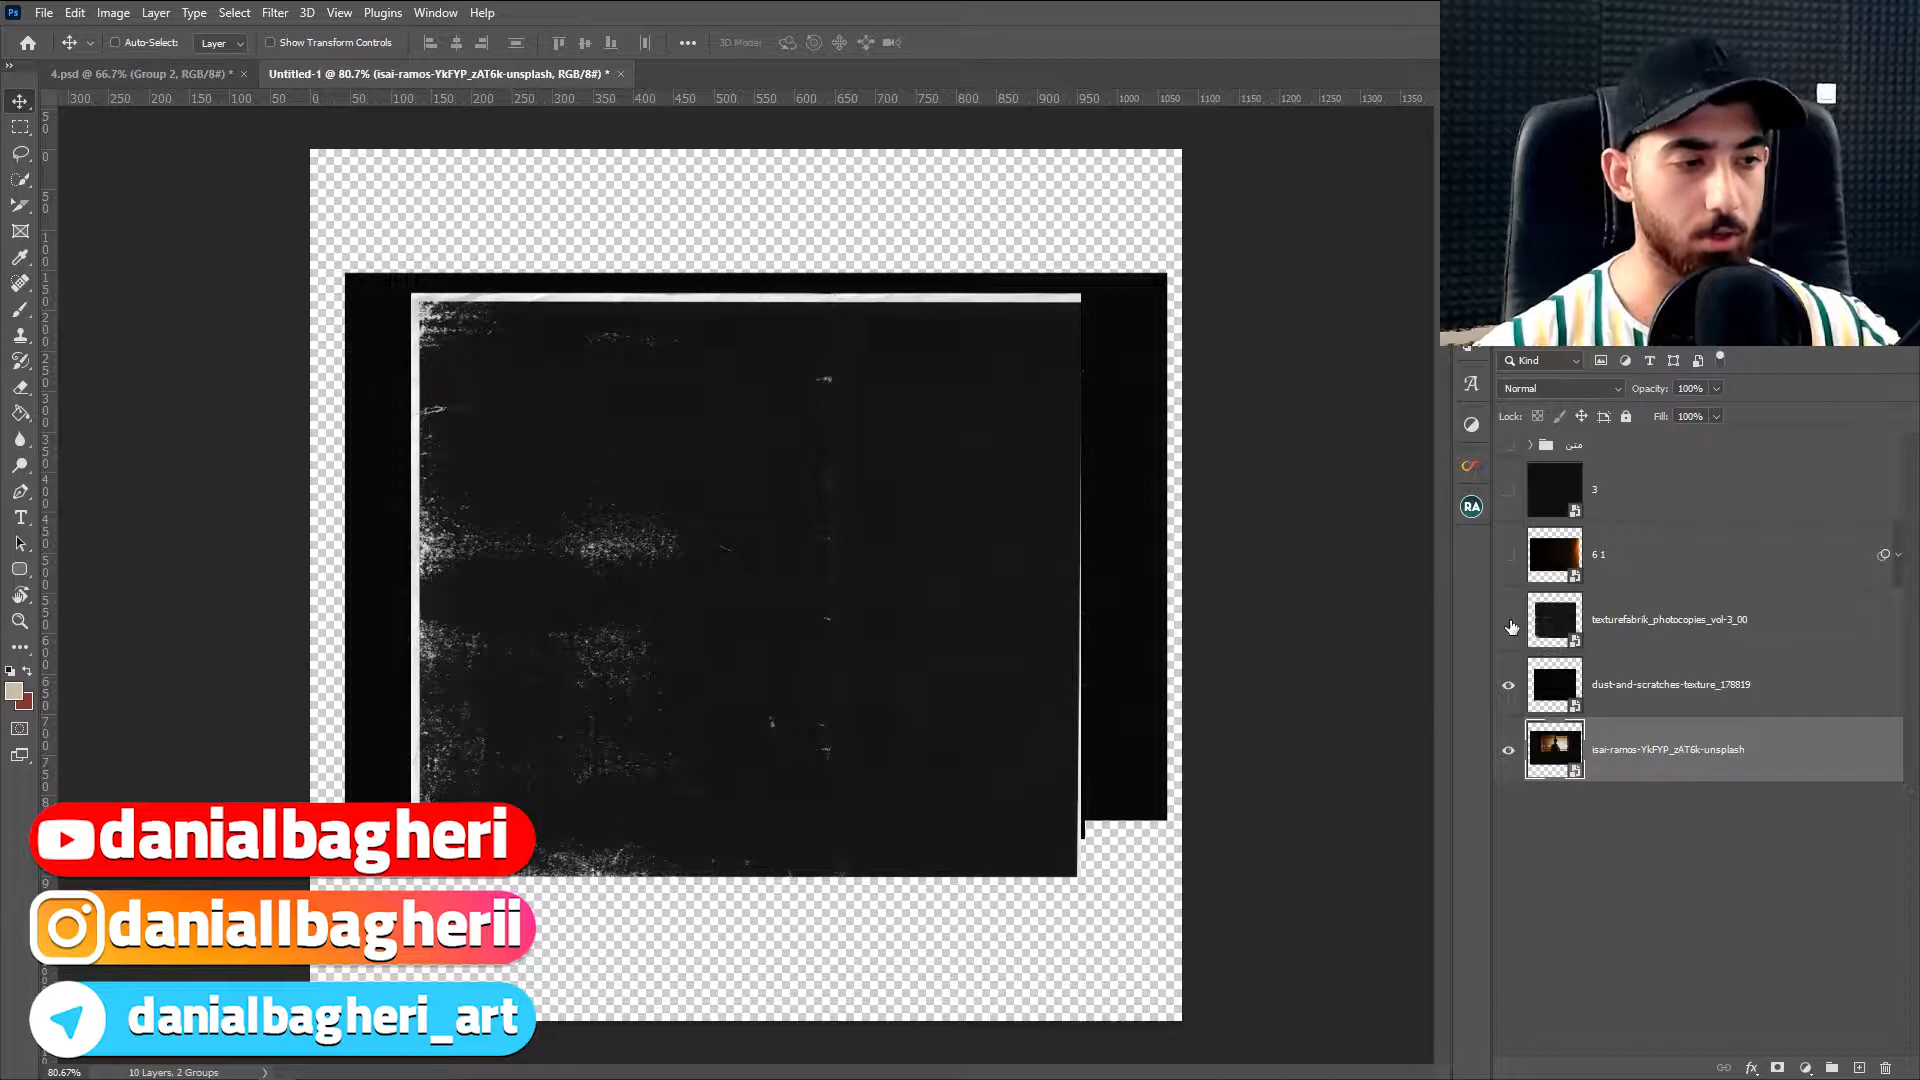 Ps File Edit Image Layer Type Select Filter 3D View Plugins Window Help
Auto-Select: Layer Show Transform Controls 3D Mode:
4.psd @ 66.7% (Group 2, RGB/8#) * × Untitled-1 @ 80.7% (isai-ramos-YkFYP_zAT6k-unsplash, RGB/8#) * ×
300 250 200 150 100 50 0 50 100 150 200 250 300 350 400 450 500 550 600 650 700 750 800 850 900 950 1000 1050 1100 1150 1200 1250 1300 1350
Kind
Normal Opacity: 100%
Lock: Fill: 100%
متن
3
6 1
texturefabrik_photocopies_vol-3_00
dust-and-scratches-texture_178819
isai-ramos-YkFYP_zAT6k-unsplash
RA
danialbagheri
daniallbagherii
danialbagheri_art
80.67% 10 Layers, 2 Groups
fx